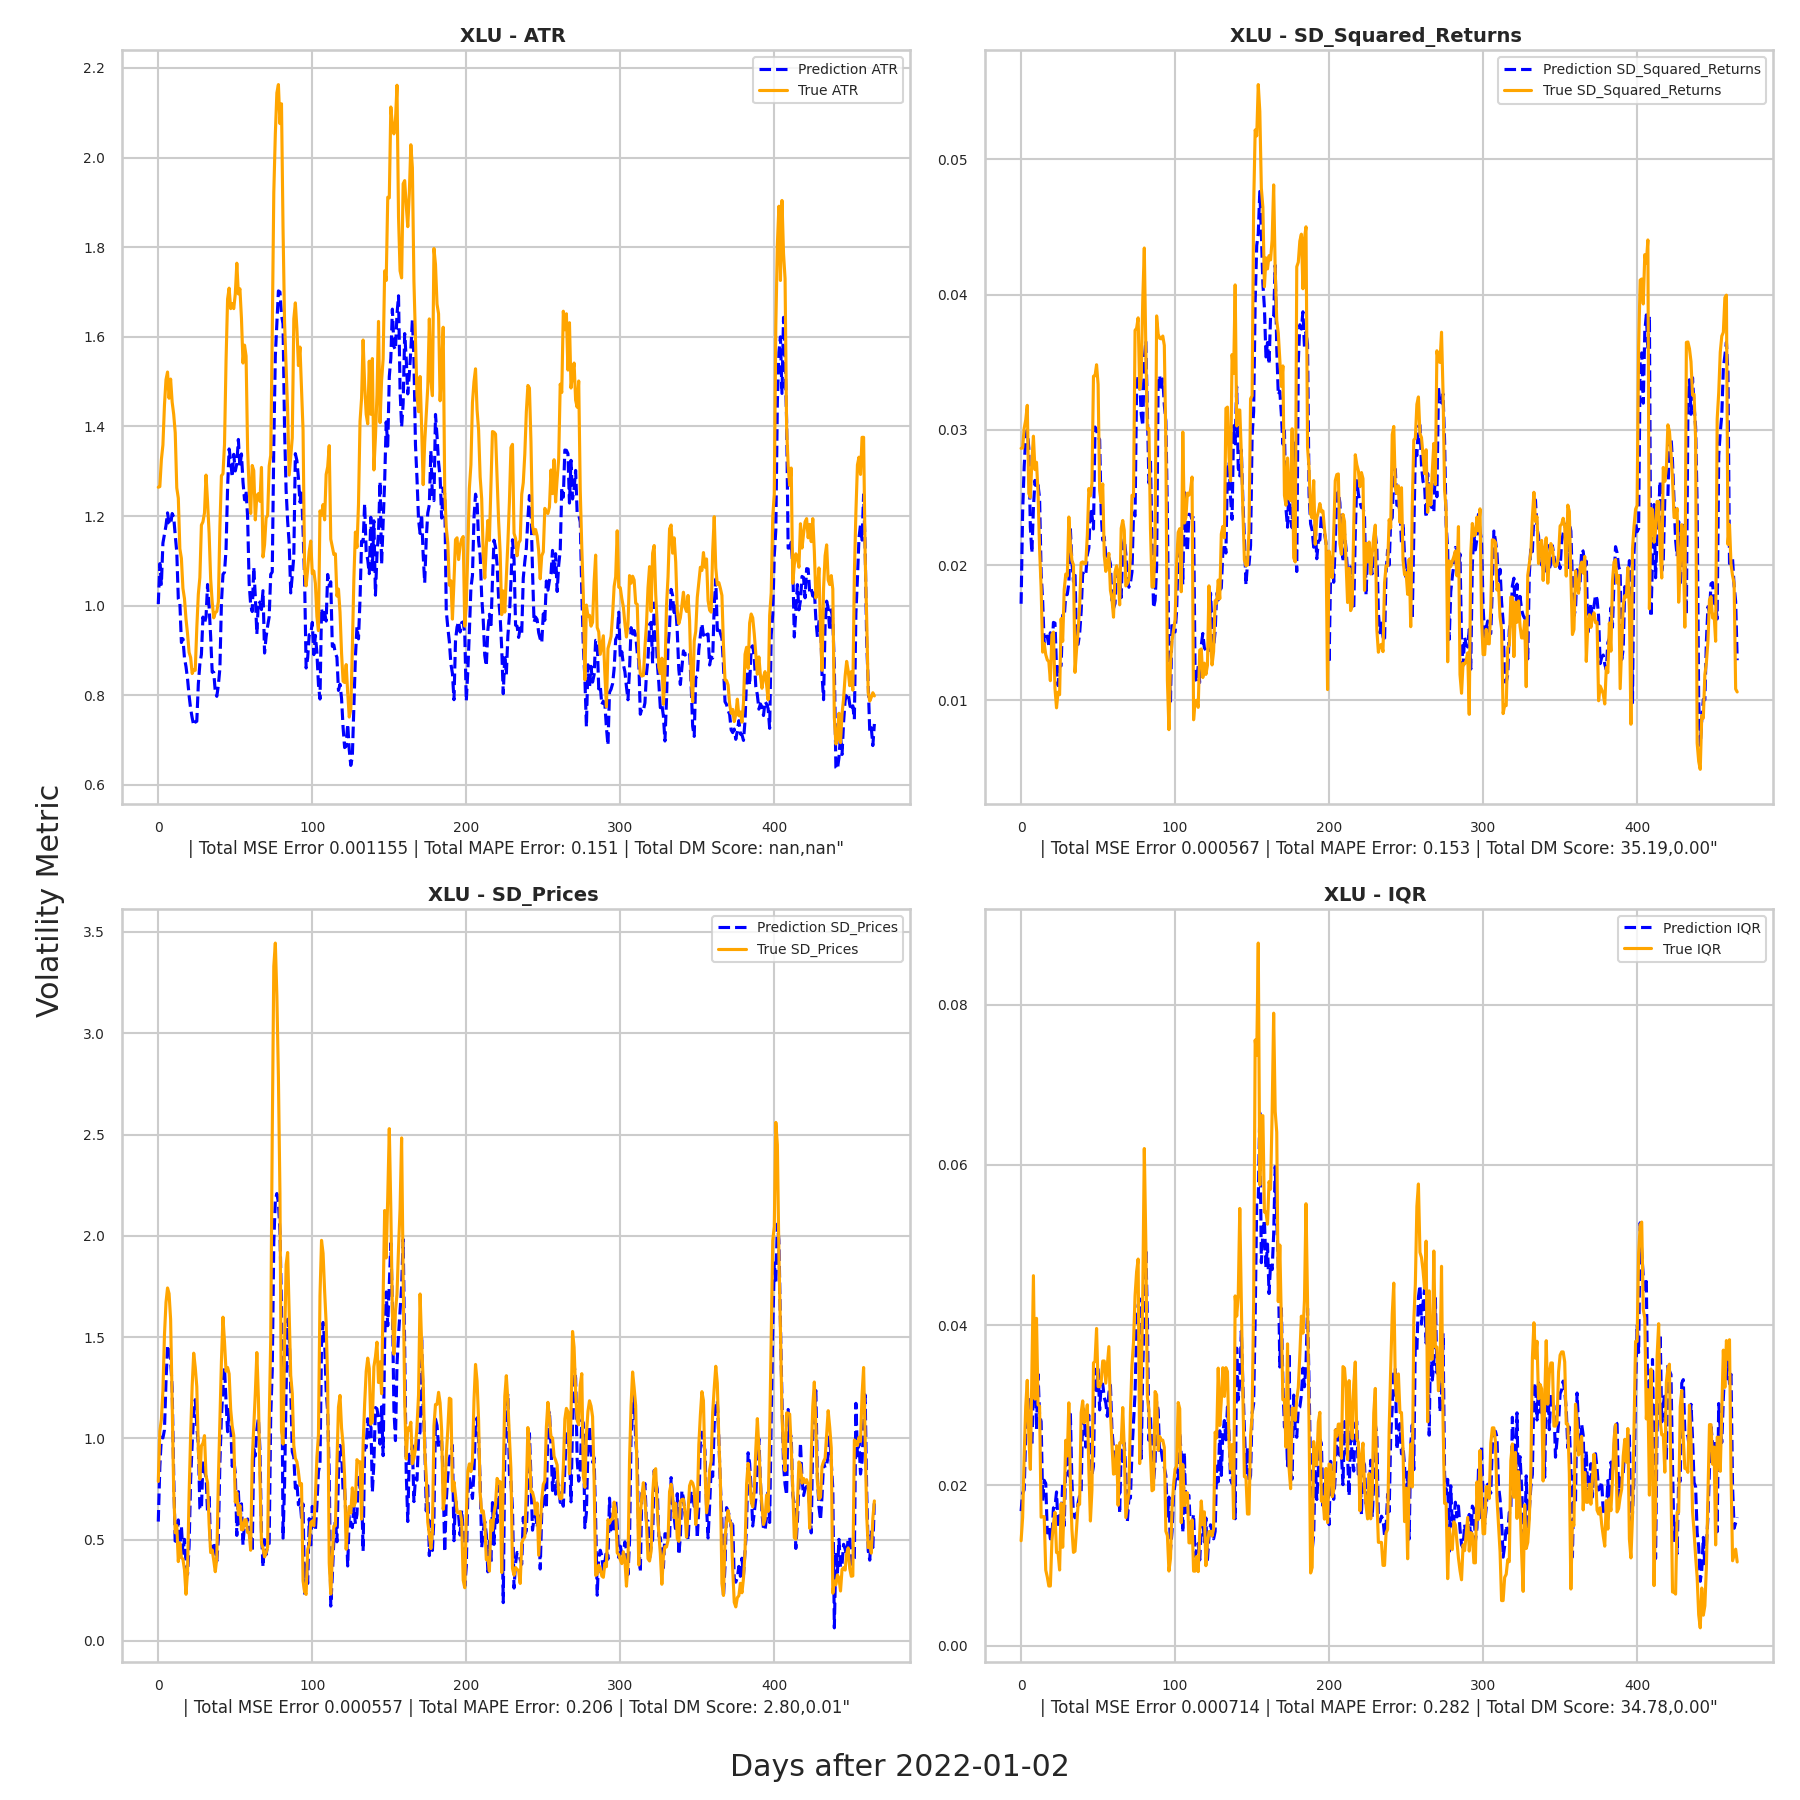 XLU - ATR
Prediction ATR
True ATR
2.2
2.0
1.8
1.6
1.4
1.2
1.0
0.8
0.6
0 100 200 300 400
| Total MSE Error 0.001155 | Total MAPE Error: 0.151 | Total DM Score: nan,nan"
XLU - SD_Squared_Returns
Prediction SD_Squared_Returns
True SD_Squared_Returns
0.05
0.04
0.03
0.02
0.01
0 100 200 300 400
| Total MSE Error 0.000567 | Total MAPE Error: 0.153 | Total DM Score: 35.19,0.00"
Volatility Metric
XLU - SD_Prices
Prediction SD_Prices
True SD_Prices
3.5
3.0
2.5
2.0
1.5
1.0
0.5
0.0
0 100 200 300 400
| Total MSE Error 0.000557 | Total MAPE Error: 0.206 | Total DM Score: 2.80,0.01"
XLU - IQR
Prediction IQR
True IQR
0.08
0.06
0.04
0.02
0.00
0 100 200 300 400
| Total MSE Error 0.000714 | Total MAPE Error: 0.282 | Total DM Score: 34.78,0.00"
Days after 2022-01-02